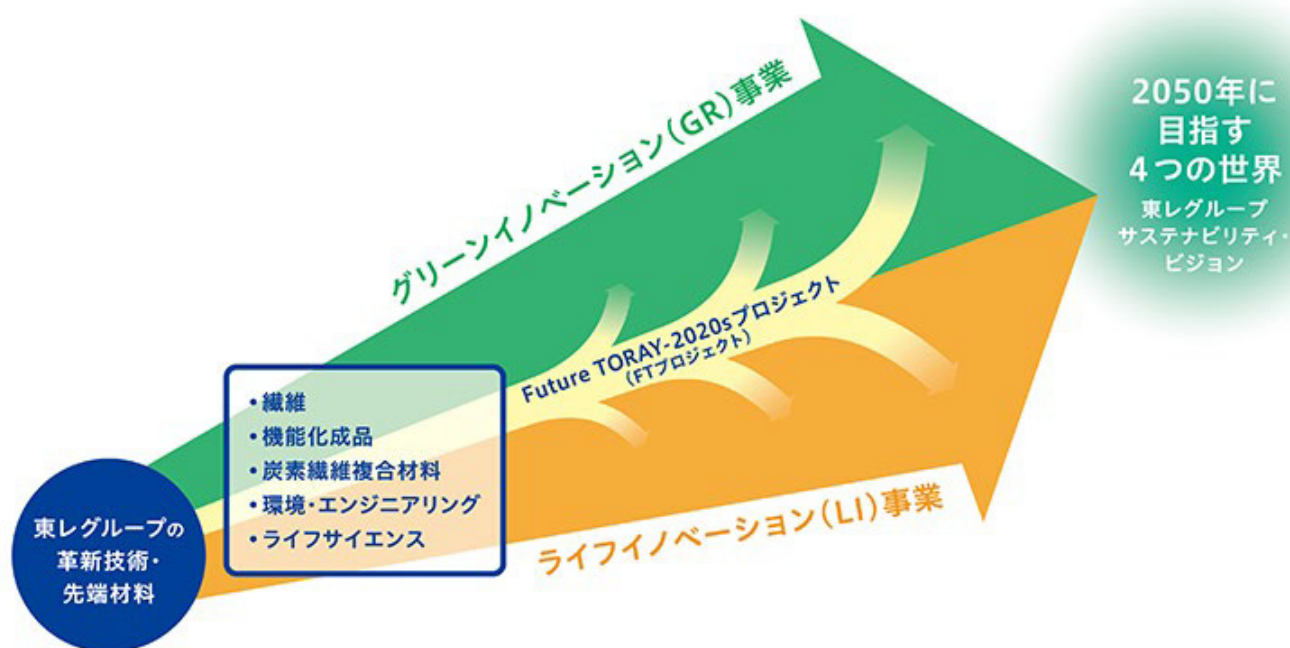 東レグループの
革新技術・
先端材料
・繊維
・機能化成品
・炭素繊維複合材料
・環境・エンジニアリング
・ライフサイエンス
グリーンイノベーション(GR)事業
Future TORAY-2020sプロジェクト
(FTプロジェクト)
ライフイノベーション(LI)事業
2050年に
目指す
4つの世界
東レグループ
サステナビリティ・
ビジョン